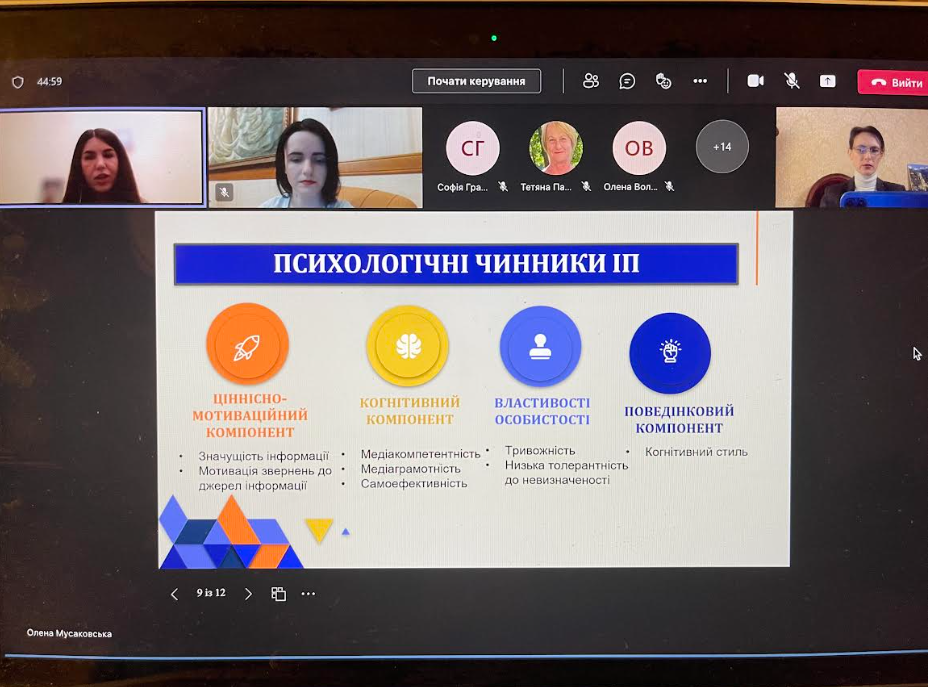 44:59
Почати керування
Вийти
СГ
ОВ
+14
Софія Гра...
Тетяна Па...
Олена Вол...
ПСИХОЛОГІЧНІ ЧИННИКИ ІП
ЦІННІСНО-
МОТИВАЦІЙНИЙ
КОМПОНЕНТ
• Значущість інформації
• Мотивація звернень до
джерел інформації
КОГНІТИВНИЙ
КОМПОНЕНТ
• Медіакомпетентність
• Медіаграмотність
• Самоефективність
ВЛАСТИВОСТІ
ОСОБИСТОСТІ
• Тривожність
• Низька толерантність
до невизначеності
ПОВЕДІНКОВИЙ
КОМПОНЕНТ
• Когнітивний стиль
9 із 12
Олена Мусаковська